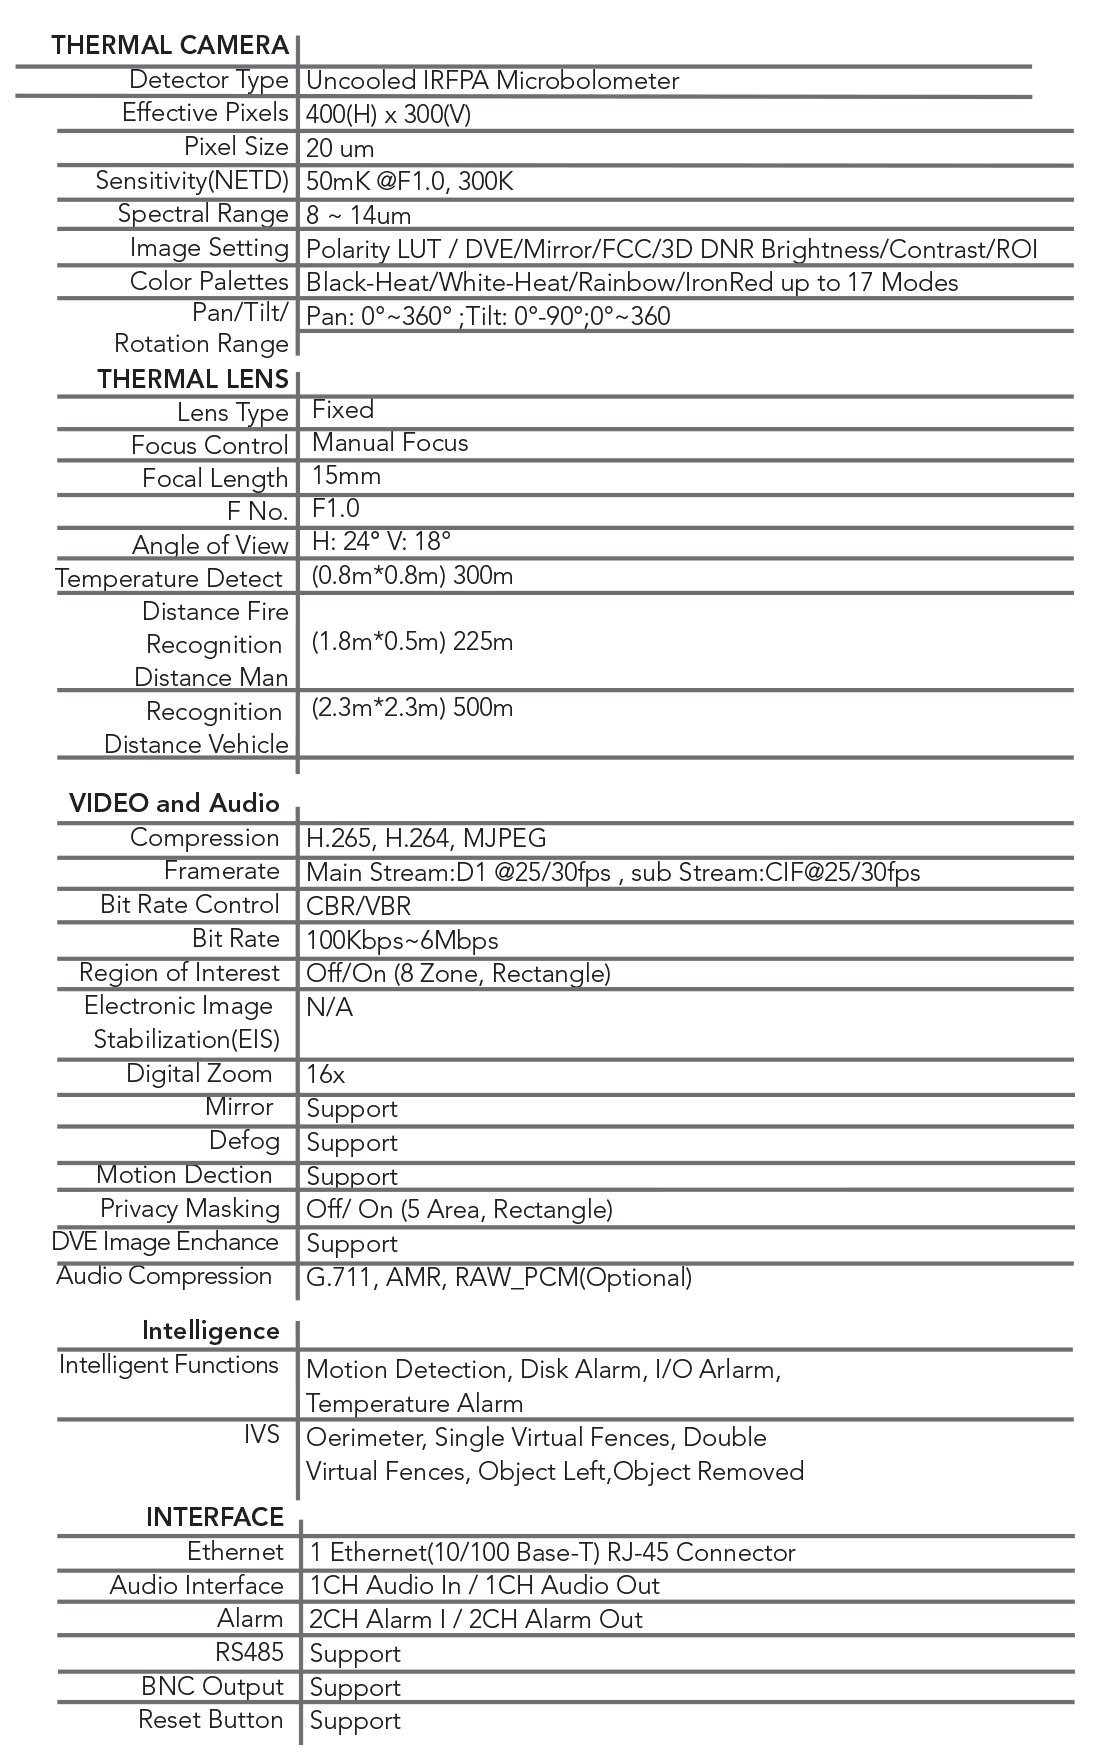 THERMAL CAMERA
Detector Type Uncooled IRFPA Microbolometer
Effective Pixels 400(H) x 300(V)
Pixel Size 20 um
Sensitivity(NETD) 50mK @F1.0, 300K
Spectral Range 8 ~ 14um
Image Setting Polarity LUT / DVE/Mirror/FCC/3D DNR Brightness/Contrast/ROI
Color Palettes Black-Heat/White-Heat/Rainbow/IronRed up to 17 Modes
Pan/Tilt/ Pan: 0°~360° ;Tilt: 0°-90°;0°~360
Rotation Range
THERMAL LENS
Lens Type Fixed
Focus Control Manual Focus
Focal Length 15mm
F No. F1.0
Angle of View H: 24° V: 18°
Temperature Detect (0.8m*0.8m) 300m
Distance Fire
Recognition (1.8m*0.5m) 225m
Distance Man
Recognition (2.3m*2.3m) 500m
Distance Vehicle
VIDEO and Audio
Compression H.265, H.264, MJPEG
Framerate Main Stream:D1 @25/30fps , sub Stream:CIF@25/30fps
Bit Rate Control CBR/VBR
Bit Rate 100Kbps~6Mbps
Region of Interest Off/On (8 Zone, Rectangle)
Electronic Image N/A
Stabilization(EIS)
Digital Zoom 16x
Mirror Support
Defog Support
Motion Dection Support
Privacy Masking Off/ On (5 Area, Rectangle)
DVE Image Enchance Support
Audio Compression G.711, AMR, RAW_PCM(Optional)
Intelligence
Intelligent Functions Motion Detection, Disk Alarm, I/O Arlarm,
Temperature Alarm
IVS Oerimeter, Single Virtual Fences, Double
Virtual Fences, Object Left,Object Removed
INTERFACE
Ethernet 1 Ethernet(10/100 Base-T) RJ-45 Connector
Audio Interface 1CH Audio In / 1CH Audio Out
Alarm 2CH Alarm I / 2CH Alarm Out
RS485 Support
BNC Output Support
Reset Button Support